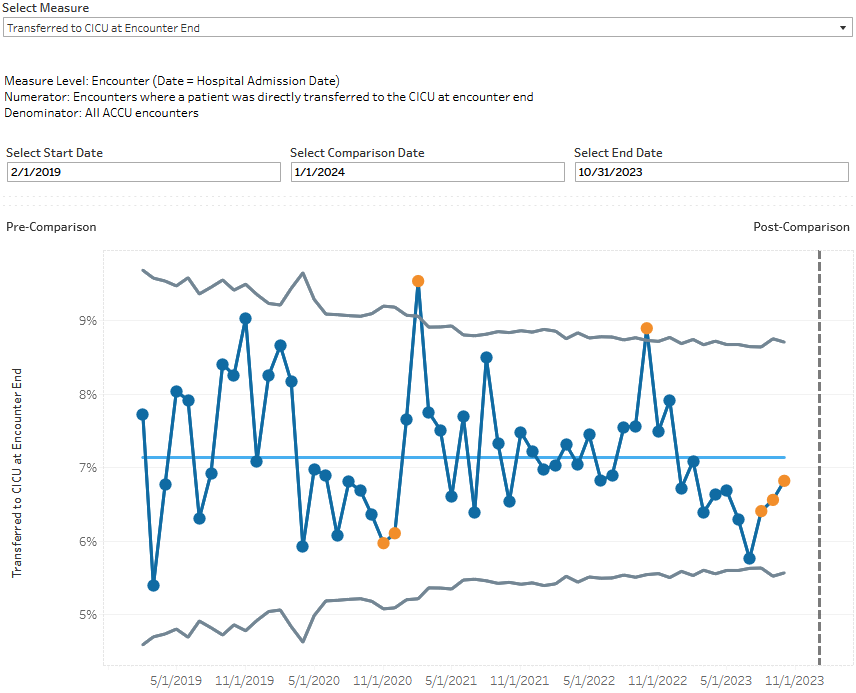 Select Measure
Transferred to CICU at Encounter End
Measure Level: Encounter (Date = Hospital Admission Date)
Numerator: Encounters where a patient was directly transferred to the CICU at encounter end
Denominator: All ACCU encounters
Select Start Date Select Comparison Date Select End Date
2/1/2019 1/1/2024 10/31/2023
Pre-Comparison Post-Comparison
Transferred to CICU at Encounter End
9%
8%
7%
6%
5%
5/1/2019 11/1/2019 5/1/2020 11/1/2020 5/1/2021 11/1/2021 5/1/2022 11/1/2022 5/1/2023 11/1/2023